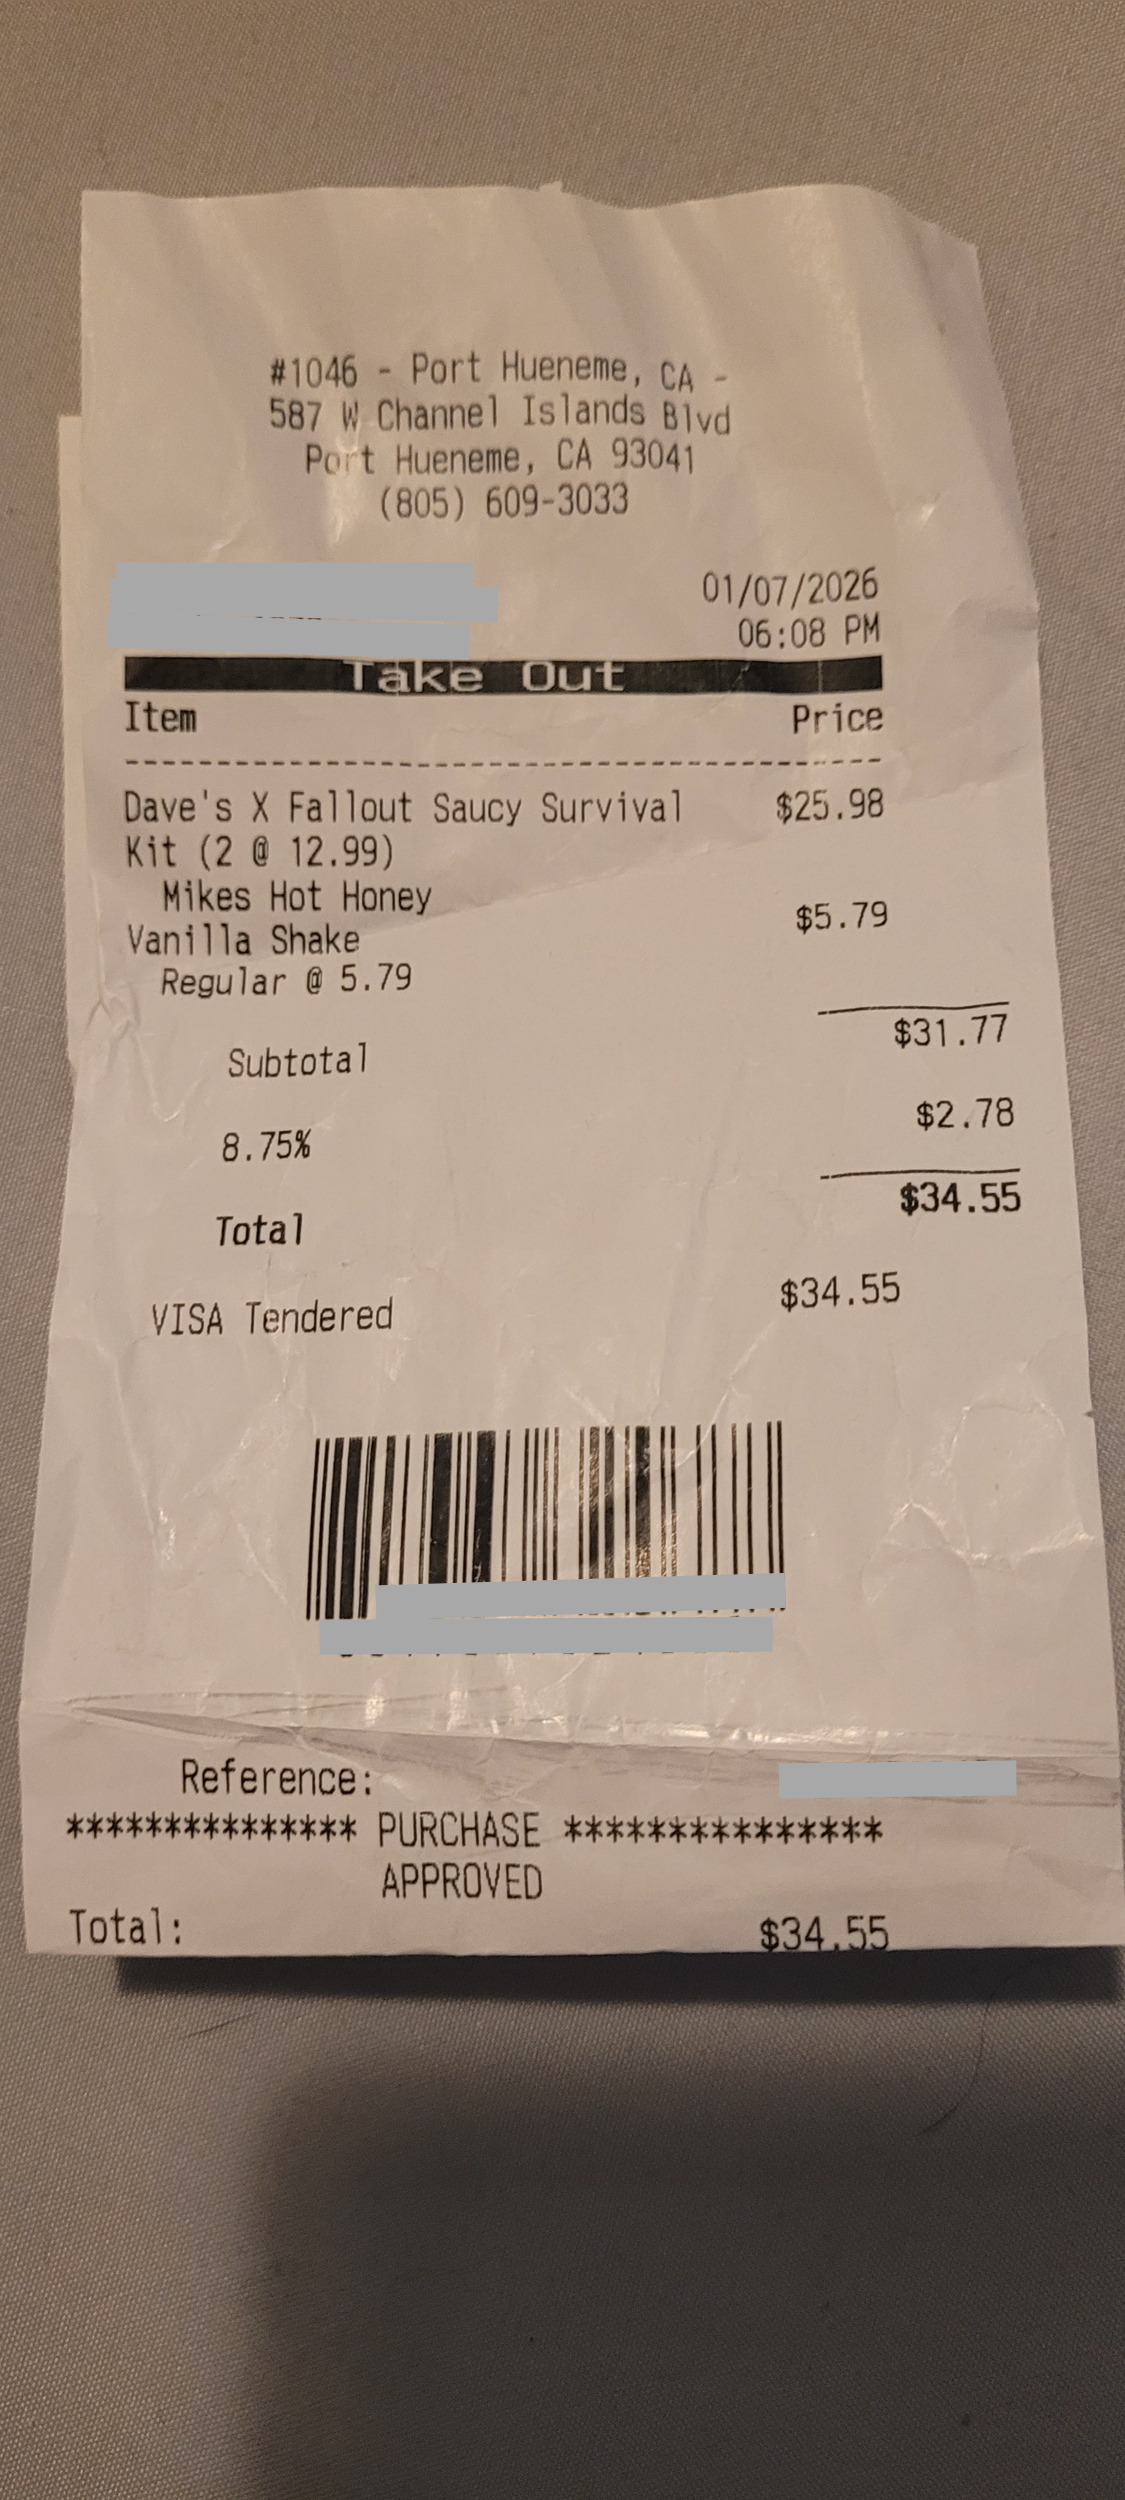 #1046 - Port Hueneme, CA -
587 W Channel Islands Blvd
Port Hueneme, CA 93041
(805) 609-3033
01/07/2026
06:08 PM
Take Out
Item Price
Dave's X Fallout Saucy Survival $25.98
Kit (2 @ 12.99)
Mikes Hot Honey
Vanilla Shake $5.79
Regular @ 5.79
Subtotal $31.77
8.75% $2.78
Total $34.55
VISA Tendered $34.55
Reference:
************** PURCHASE ***************
APPROVED
Total: $34.55